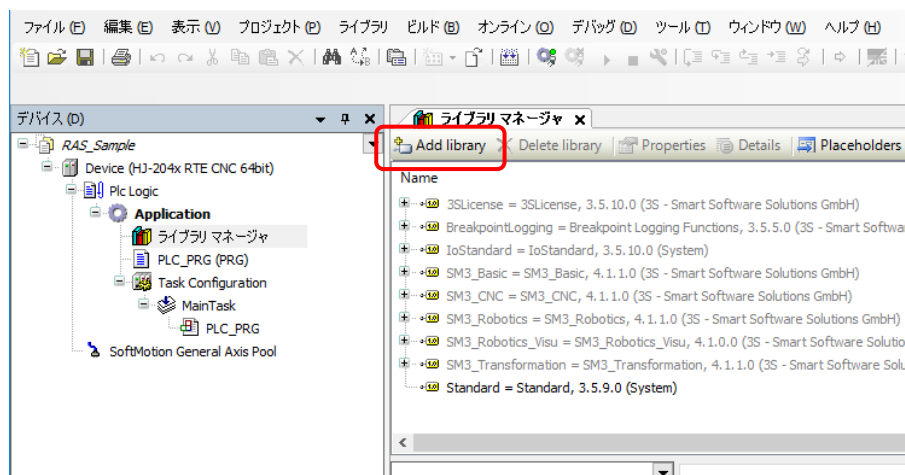 ファイル(F) 編集(E) 表示(V) プロジェクト(P) ライブラリ ビルド(B) オンライン(O) デバッグ(D) ツール(T) ウィンドウ(W) ヘルプ(H)
デバイス(D)
ライブラリ マネージャ
RAS_Sample
Add library Delete library Properties Details Placeholders
Device (HJ-204x RTE CNC 64bit)
Name
Plc Logic
3SLicense = 3SLicense, 3.5.10.0 (3S - Smart Software Solutions GmbH)
Application
BreakpointLogging = Breakpoint Logging Functions, 3.5.5.0 (3S - Smart Softwa
ライブラリ マネージャ
IoStandard = IoStandard, 3.5.10.0 (System)
PLC_PRG (PRG)
SM3_Basic = SM3_Basic, 4.1.1.0 (3S - Smart Software Solutions GmbH)
Task Configuration
SM3_CNC = SM3_CNC, 4.1.1.0 (3S - Smart Software Solutions GmbH)
MainTask
SM3_Robotics = SM3_Robotics, 4.1.1.0 (3S - Smart Software Solutions GmbH)
PLC_PRG
SM3_Robotics_Visu = SM3_Robotics_Visu, 4.1.0.0 (3S - Smart Software Solutio
SoftMotion General Axis Pool
SM3_Transformation = SM3_Transformation, 4.1.1.0 (3S - Smart Software Solu
Standard = Standard, 3.5.9.0 (System)